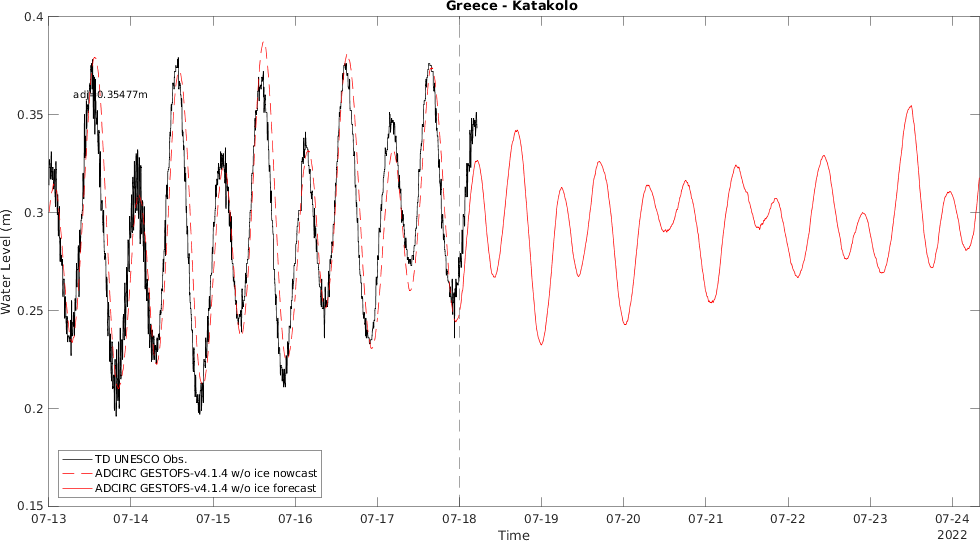 Greece - Katakolo
0.4
0.35
0.3
0.25
0.2
0.15
Water Level (m)
adj=0.35477m
TD UNESCO Obs.
ADCIRC GESTOFS-v4.1.4 w/o ice nowcast
ADCIRC GESTOFS-v4.1.4 w/o ice forecast
07-13 07-14 07-15 07-16 07-17 07-18 07-19 07-20 07-21 07-22 07-23 07-24
2022
Time